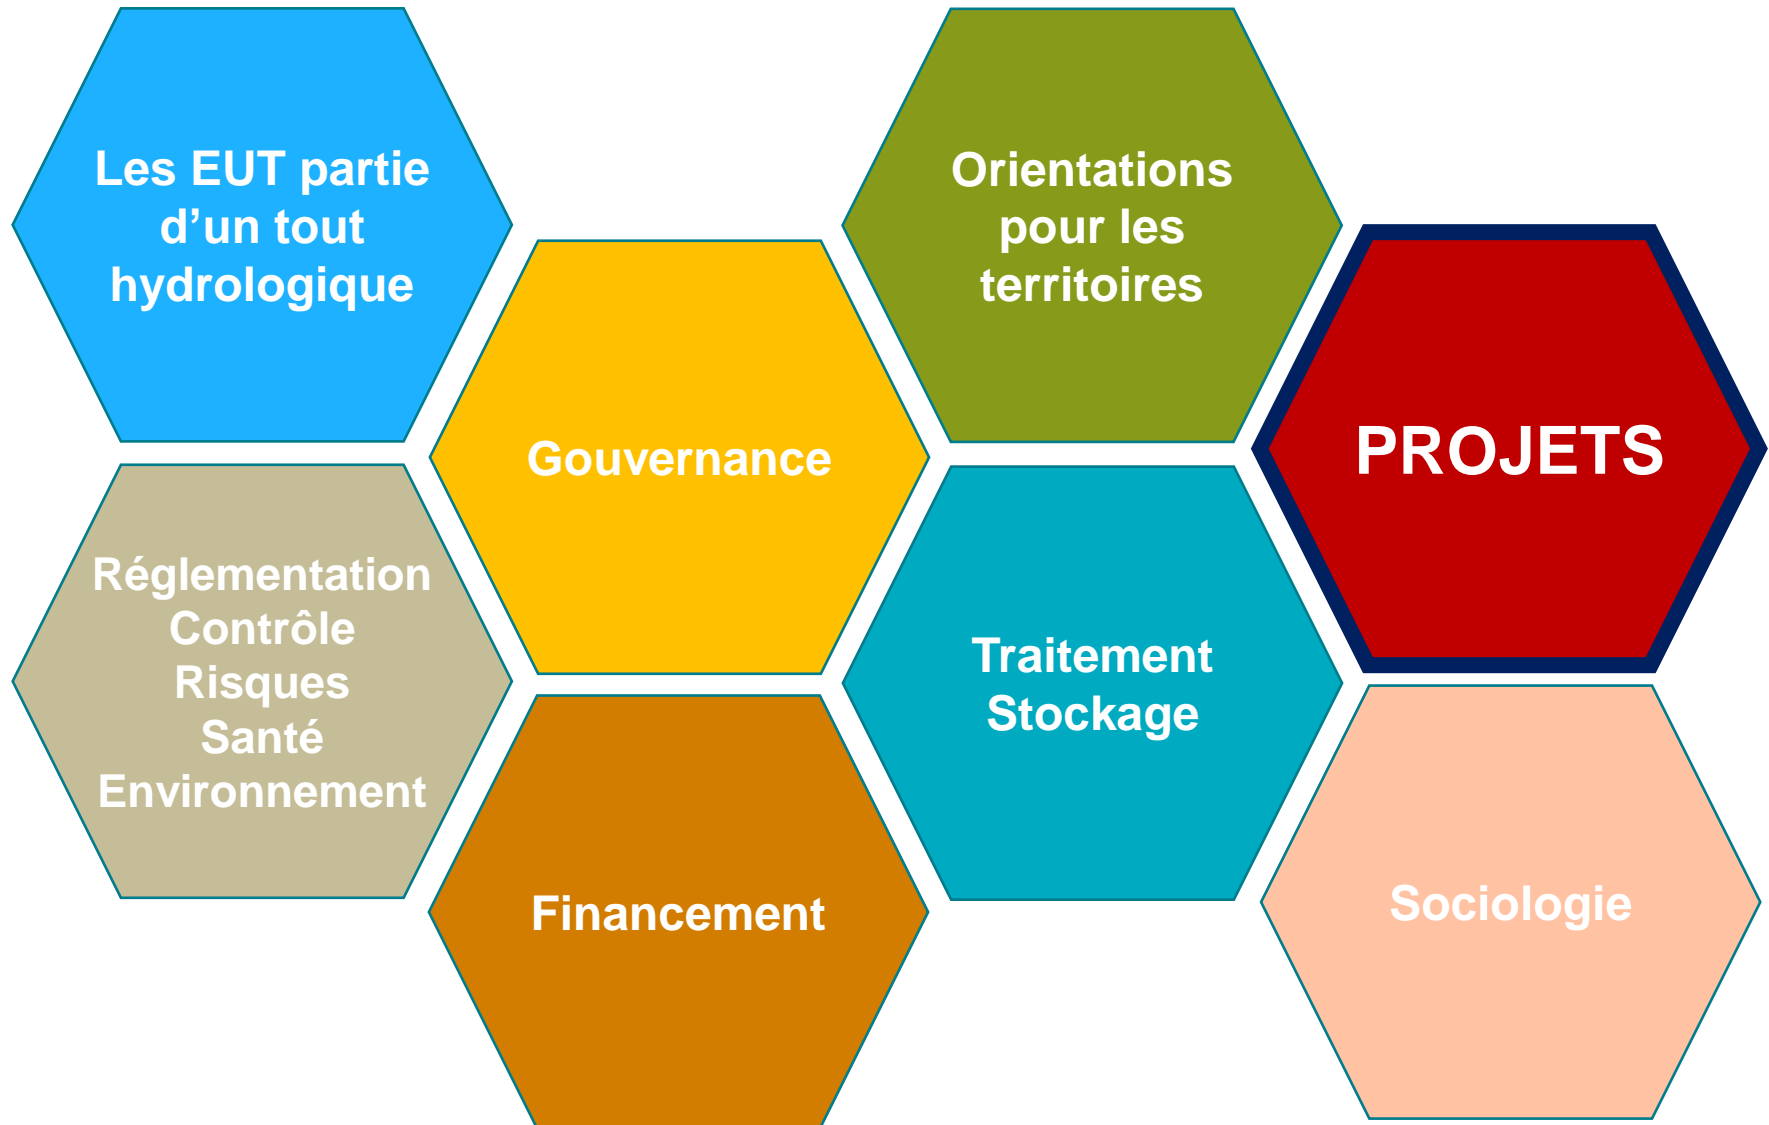 Les EUT partie
d’un tout
hydrologique
Orientations
pour les
territoires
Gouvernance
PROJETS
Réglementation
Contrôle
Risques
Santé
Environnement
Traitement
Stockage
Financement
Sociologie